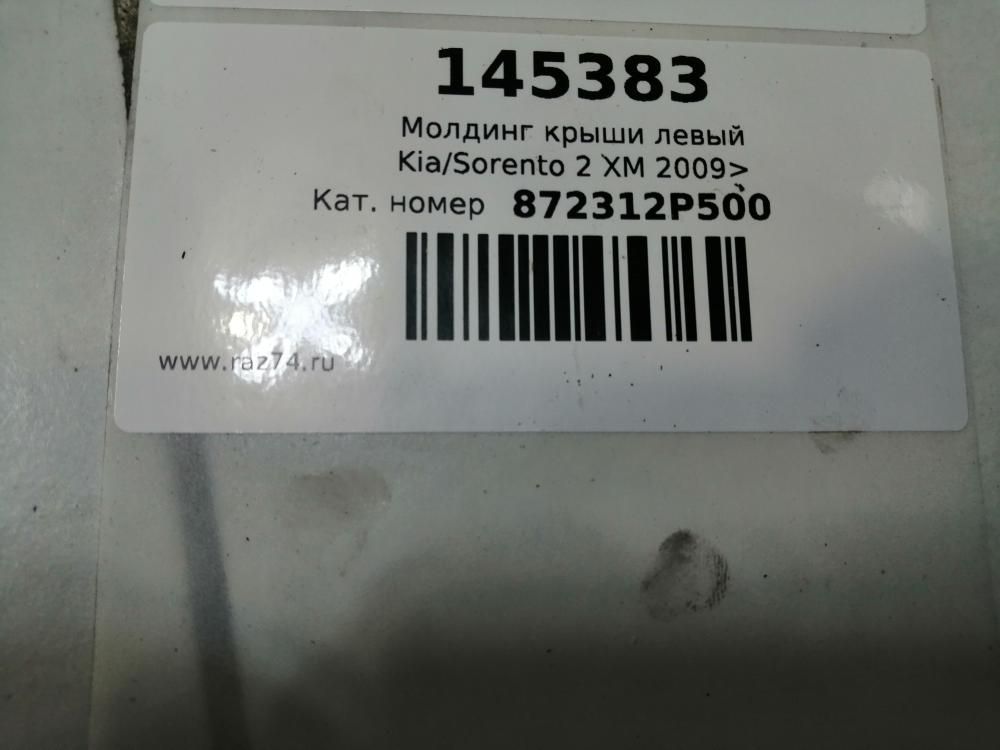 145383
Молдинг крыши левый
Kia/Sorento 2 XM 2009>
Кат. номер 872312P500
www.raz74.ru